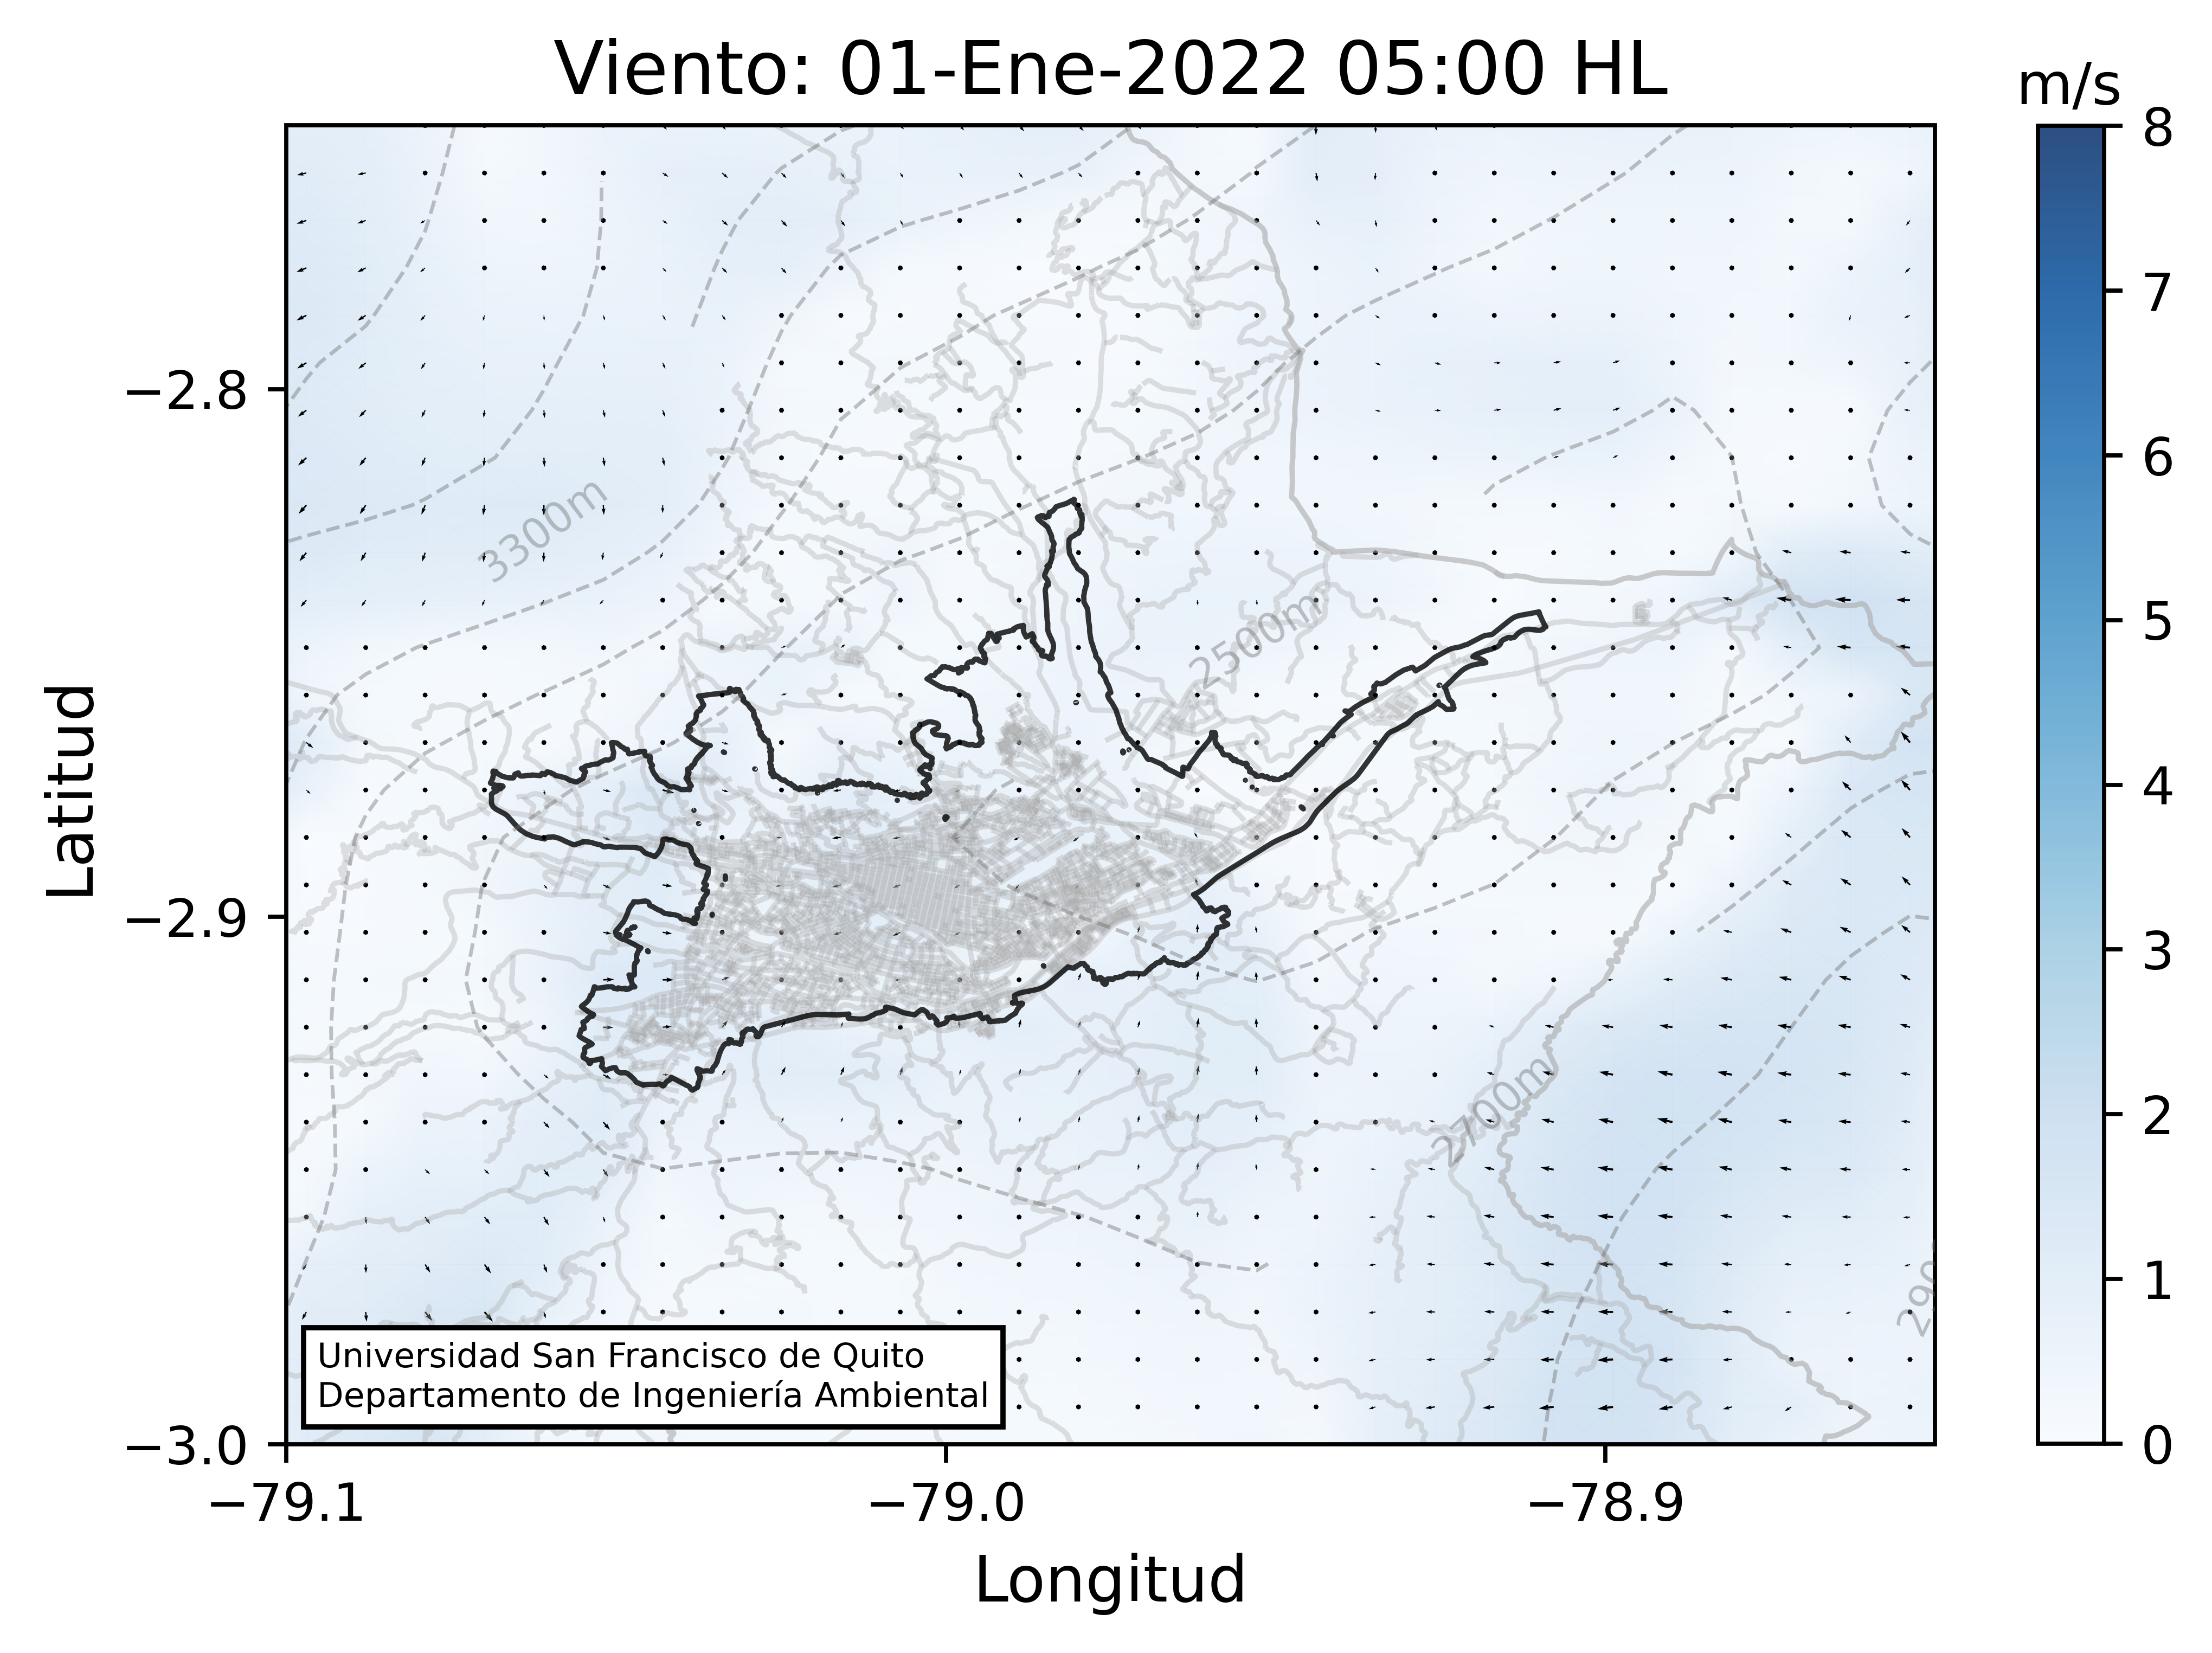 Viento: 01-Ene-2022 05:00 HL
m/s
8
7
6
5
4
3
2
1
0
Latitud
−2.8
−2.9
−3.0
3300m
2500m
2700m
Universidad San Francisco de Quito
Departamento de Ingeniería Ambiental
−79.1
−79.0
−78.9
Longitud